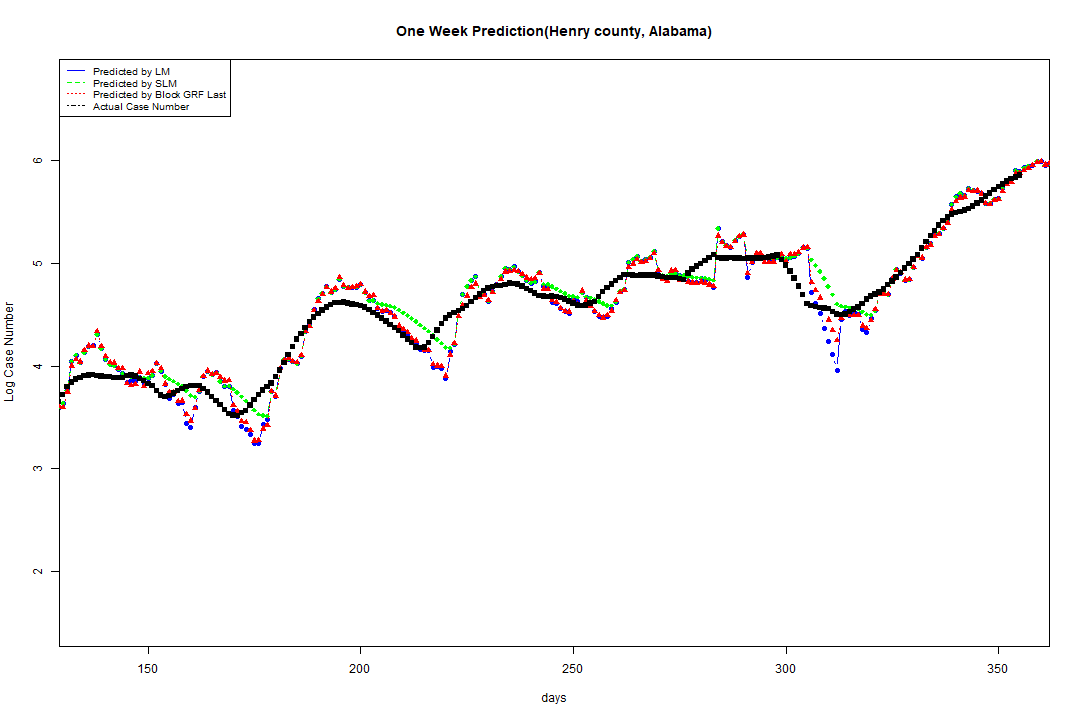 One Week Prediction(Henry county, Alabama)
Predicted by LM
Predicted by SLM
Predicted by Block GRF Last
Actual Case Number
Log Case Number
6
5
4
3
2
150 200 250 300 350
days